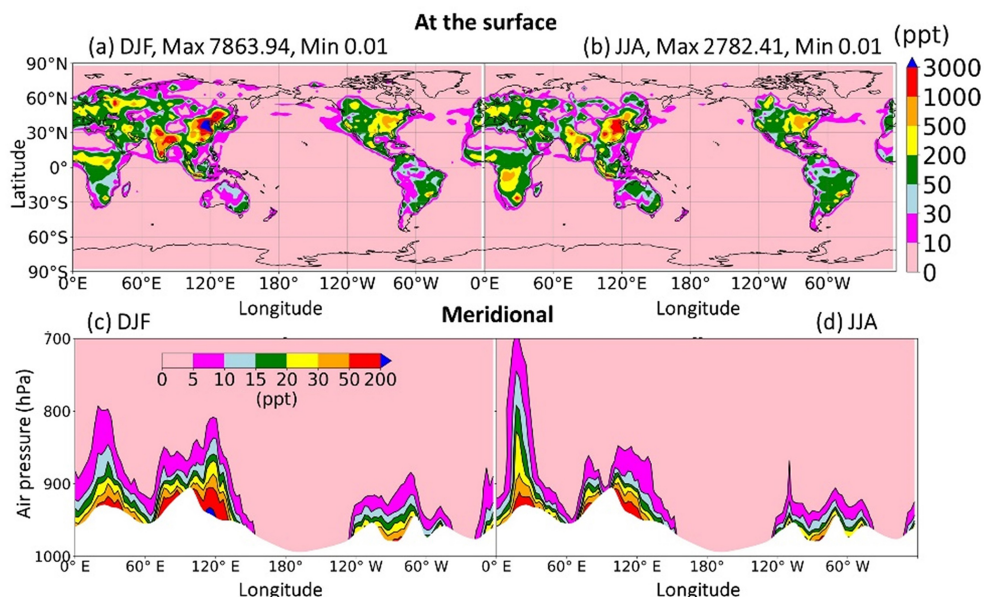 At the surface
(a) DJF, Max 7863.94, Min 0.01
(b) JJA, Max 2782.41, Min 0.01
(ppt)
90°N
60°N
30°N
0°
30°S
60°S
90°S
Latitude
3000
1000
500
200
50
30
10
0
0°E 60°E 120°E 180° 120°W 60°W 0°E 60°E 120°E 180° 120°W 60°W
Longitude Longitude
Meridional
(c) DJF
(d) JJA
700
800
900
1000
Air pressure (hPa)
0 5 10 15 20 30 50 200
(ppt)
0° E 60° E 120° E 180° 120° W 60° W 0° E 60° E 120° E 180° 120° W 60° W
Longitude Longitude